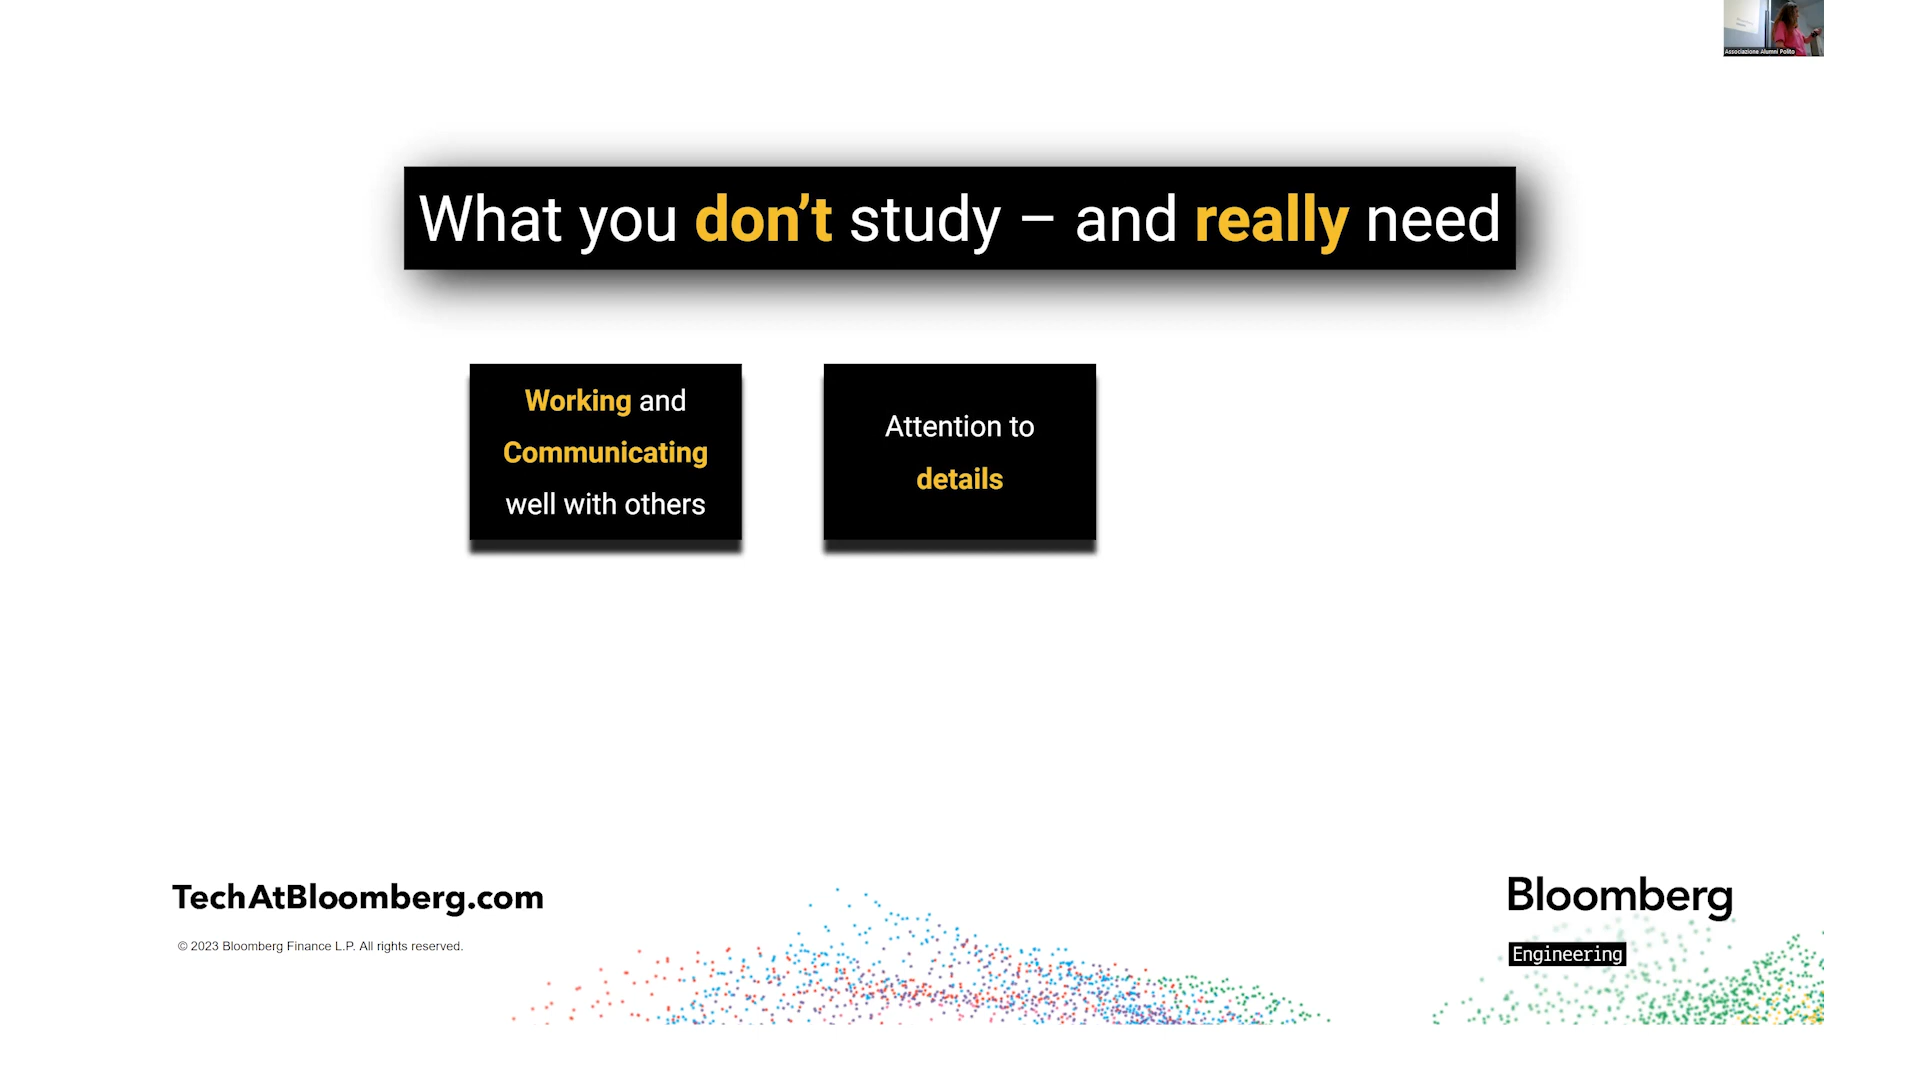 Associazione Alumni Polito
What you don't study – and really need
Working and
Communicating
well with others
Attention to
details
TechAtBloomberg.com
© 2023 Bloomberg Finance L.P. All rights reserved.
Bloomberg
Engineering